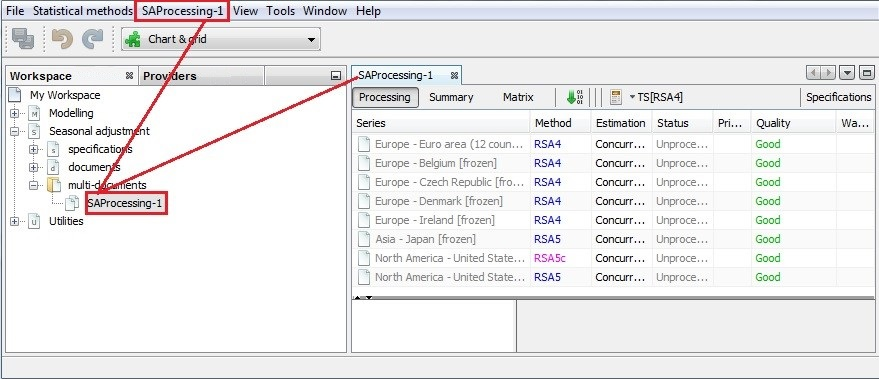 File Statistical methods SAProcessing-1 View Tools Window Help
Chart & grid
Workspace Providers
My Workspace
M Modelling
S Seasonal adjustment
s specifications
d documents
multi-documents
SAProcessing-1
u Utilities
SAProcessing-1
Processing Summary Matrix TS[RSA4] Specifications
Series Method Estimation Status Pri... Quality Wa...
Europe - Euro area (12 coun... RSA4 Concurr... Unproce... Good
Europe - Belgium [frozen] RSA4 Concurr... Unproce... Good
Europe - Czech Republic [frozen] RSA4 Concurr... Unproce... Good
Europe - Denmark [frozen] RSA4 Concurr... Unproce... Good
Europe - Ireland [frozen] RSA4 Concurr... Unproce... Good
Asia - Japan [frozen] RSA5 Concurr... Unproce... Good
North America - United State... RSA5c Concurr... Unproce... Good
North America - United State... RSA5 Concurr... Unproce... Good